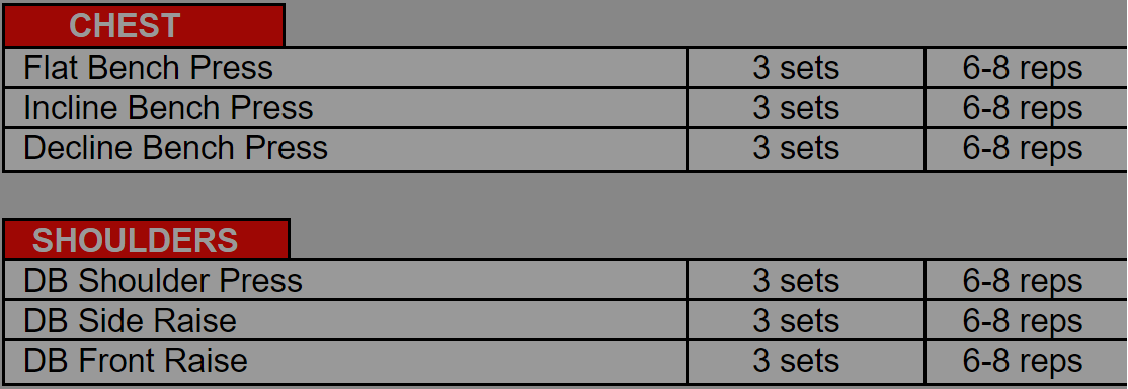 CHEST
Flat Bench Press 3 sets 6-8 reps
Incline Bench Press 3 sets 6-8 reps
Decline Bench Press 3 sets 6-8 reps
SHOULDERS
DB Shoulder Press 3 sets 6-8 reps
DB Side Raise 3 sets 6-8 reps
DB Front Raise 3 sets 6-8 reps